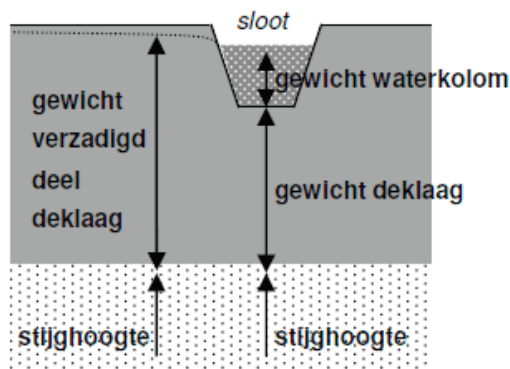 sloot
gewicht waterkolom
gewicht
verzadigd
deel
deklaag
gewicht deklaag
stijghoogte
stijghoogte